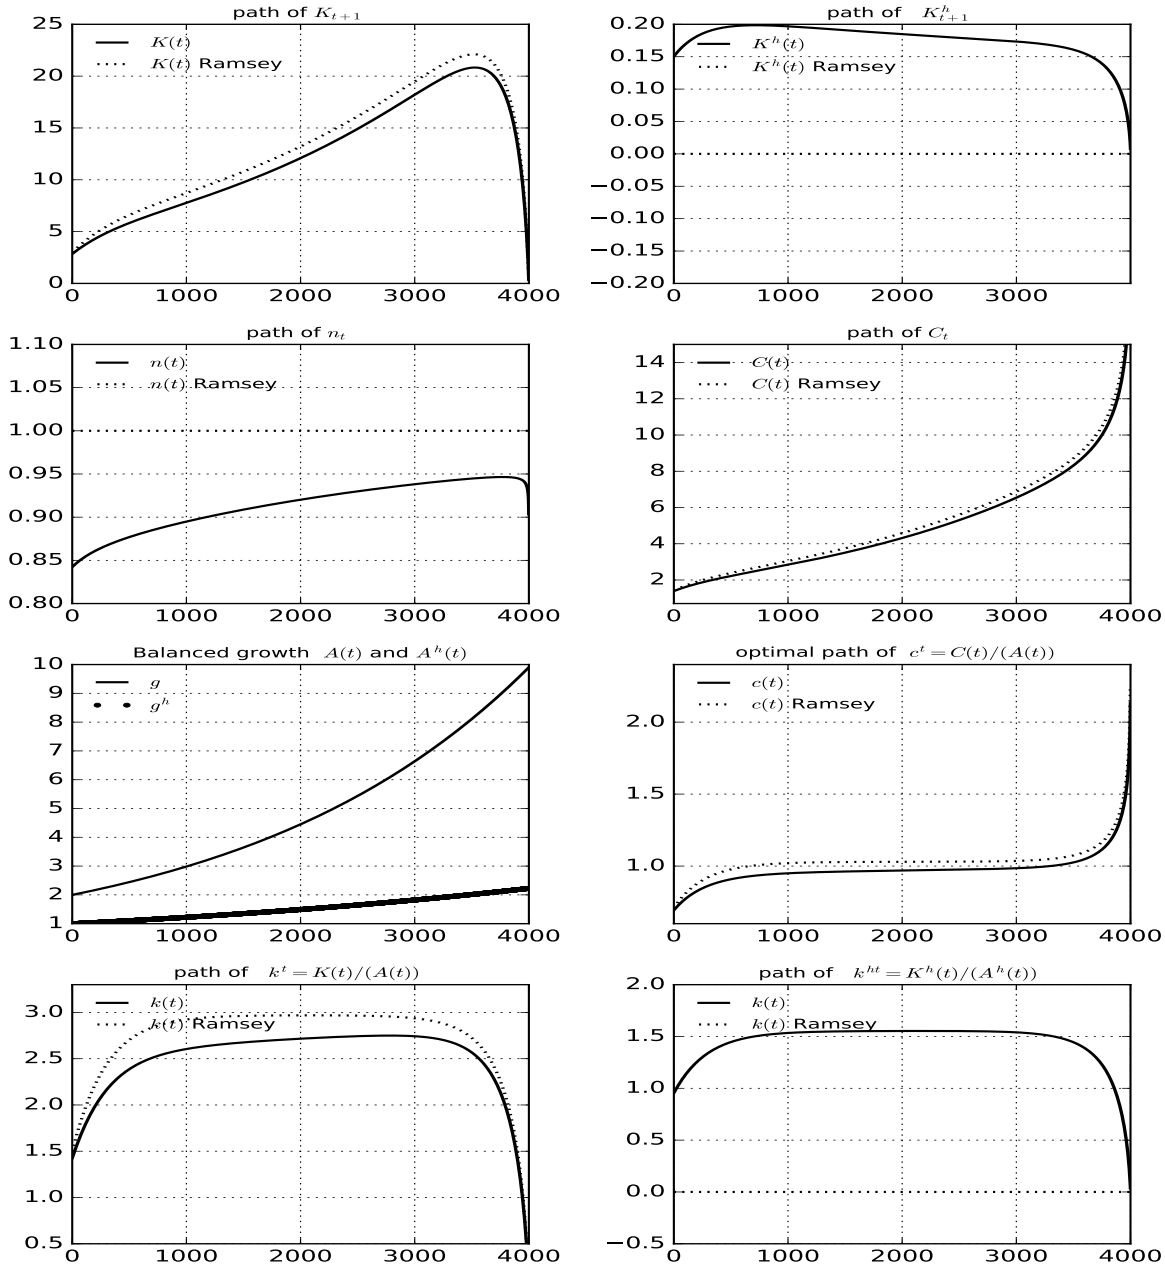 path of K_{t+1}
25
20
15
10
5
0
K(t)
K(t) Ramsey
0 1000 2000 3000 4000
path of K^h_{t+1}
0.20
0.15
0.10
0.05
0.00
−0.05
−0.10
−0.15
−0.20
K^h(t)
K^h(t) Ramsey
0 1000 2000 3000 4000
path of n_t
1.10
1.05
1.00
0.95
0.90
0.85
0.80
n(t)
n(t) Ramsey
0 1000 2000 3000 4000
path of C_t
14
12
10
8
6
4
2
C(t)
C(t) Ramsey
0 1000 2000 3000 4000
Balanced growth A(t) and A^h(t)
10
9
8
7
6
5
4
3
2
1
g
g^h
0 1000 2000 3000 4000
optimal path of c^t = C(t)/(A(t))
2.0
1.5
1.0
c(t)
c(t) Ramsey
0 1000 2000 3000 4000
path of k^t = K(t)/(A(t))
3.0
2.5
2.0
1.5
1.0
0.5
k(t)
k(t) Ramsey
0 1000 2000 3000 4000
path of k^{ht} = K^h(t)/(A^h(t))
2.0
1.5
1.0
0.5
0.0
−0.5
k(t)
k(t) Ramsey
0 1000 2000 3000 4000